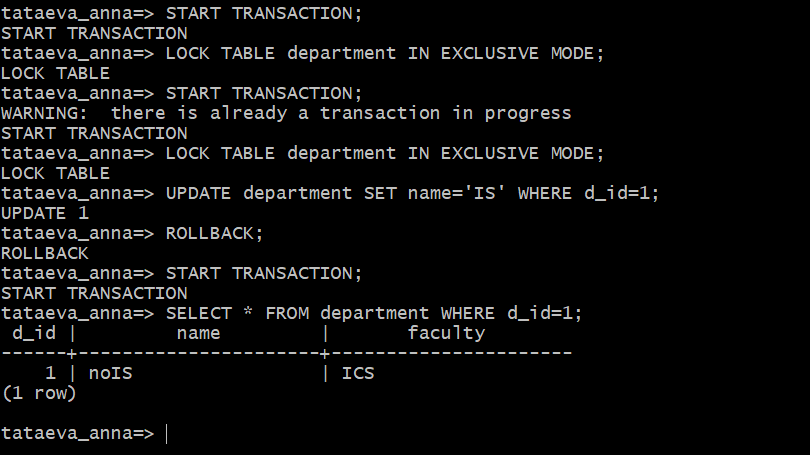 tataeva_anna=> START TRANSACTION;
START TRANSACTION
tataeva_anna=> LOCK TABLE department IN EXCLUSIVE MODE;
LOCK TABLE
tataeva_anna=> START TRANSACTION;
WARNING:  there is already a transaction in progress
START TRANSACTION
tataeva_anna=> LOCK TABLE department IN EXCLUSIVE MODE;
LOCK TABLE
tataeva_anna=> UPDATE department SET name='IS' WHERE d_id=1;
UPDATE 1
tataeva_anna=> ROLLBACK;
ROLLBACK
tataeva_anna=> START TRANSACTION;
START TRANSACTION
tataeva_anna=> SELECT * FROM department WHERE d_id=1;
 d_id |         name         |       faculty
------+----------------------+----------------------
    1 | noIS                 | ICS
(1 row)
tataeva_anna=>